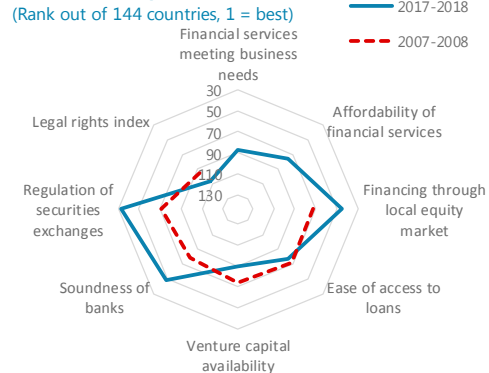 (Rank out of 144 countries, 1 = best)
2017-2018
2007-2008
Financial services
meeting business
needs
30
50
70
90
110
130
Affordability of
financial services
Financing through
local equity
market
Ease of access to
loans
Venture capital
availability
Soundness of
banks
Regulation of
securities
exchanges
Legal rights index